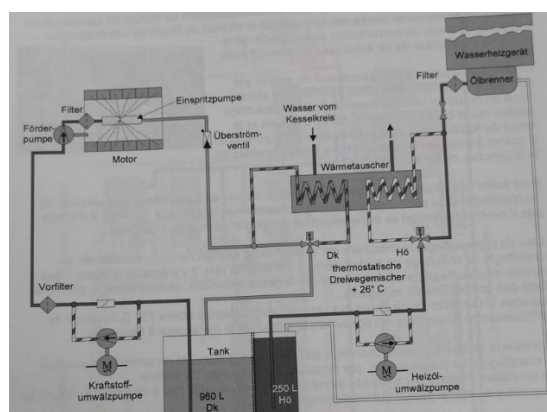 Wasserheizgerät
Filter
Ölbrenner
Filter
Einspritzpumpe
Wasser vom
Kesselkreis
Förder-
pumpe
Überström-
ventil
Motor
Wärmetauscher
Dk
Hö
thermostatische
Dreiwegemischer
+ 26° C
Vorfilter
Tank
M
Kraftstoff-
umwälzpumpe
960 L
Dk
250 L
Hö
M
Heizöl-
umwälzpumpe